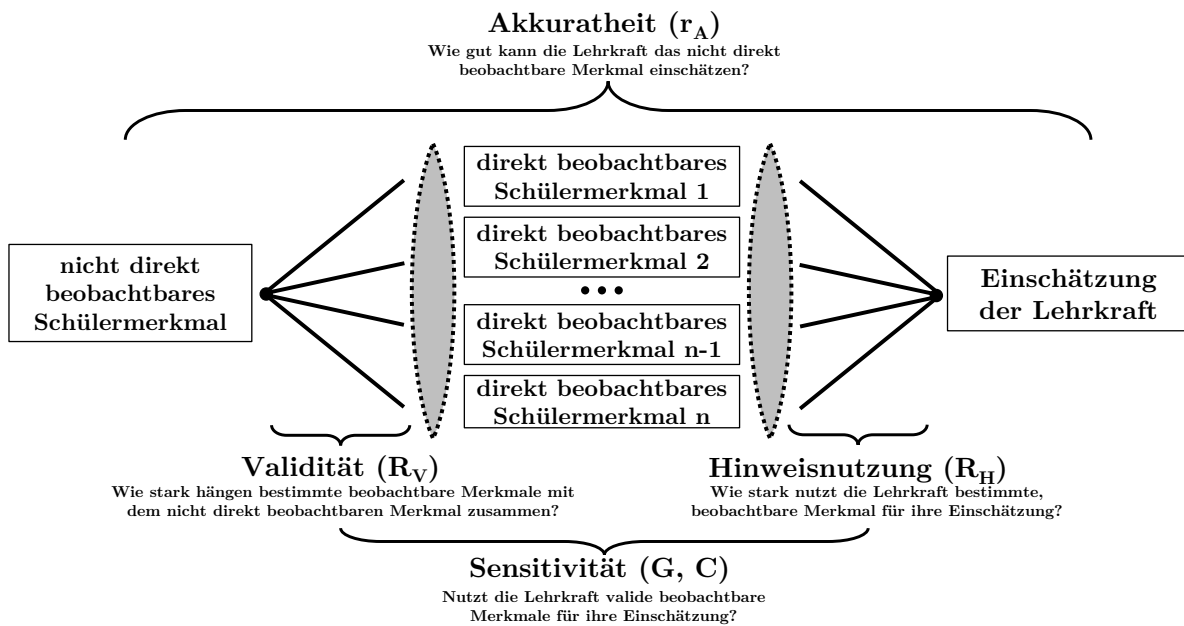 Akkuratheit (r_A)
Wie gut kann die Lehrkraft das nicht direkt
beobachtbare Merkmal einschätzen?
nicht direkt
beobachtbares
Schülermerkmal
direkt beobachtbares
Schülermerkmal 1
direkt beobachtbares
Schülermerkmal 2
...
direkt beobachtbares
Schülermerkmal n-1
direkt beobachtbares
Schülermerkmal n
Einschätzung
der Lehrkraft
Validität (R_V)
Wie stark hängen bestimmte beobachtbare Merkmale mit
dem nicht direkt beobachtbaren Merkmal zusammen?
Hinweisnutzung (R_H)
Wie stark nutzt die Lehrkraft bestimmte,
beobachtbare Merkmal für ihre Einschätzung?
Sensitivität (G, C)
Nutzt die Lehrkraft valide beobachtbare
Merkmale für ihre Einschätzung?